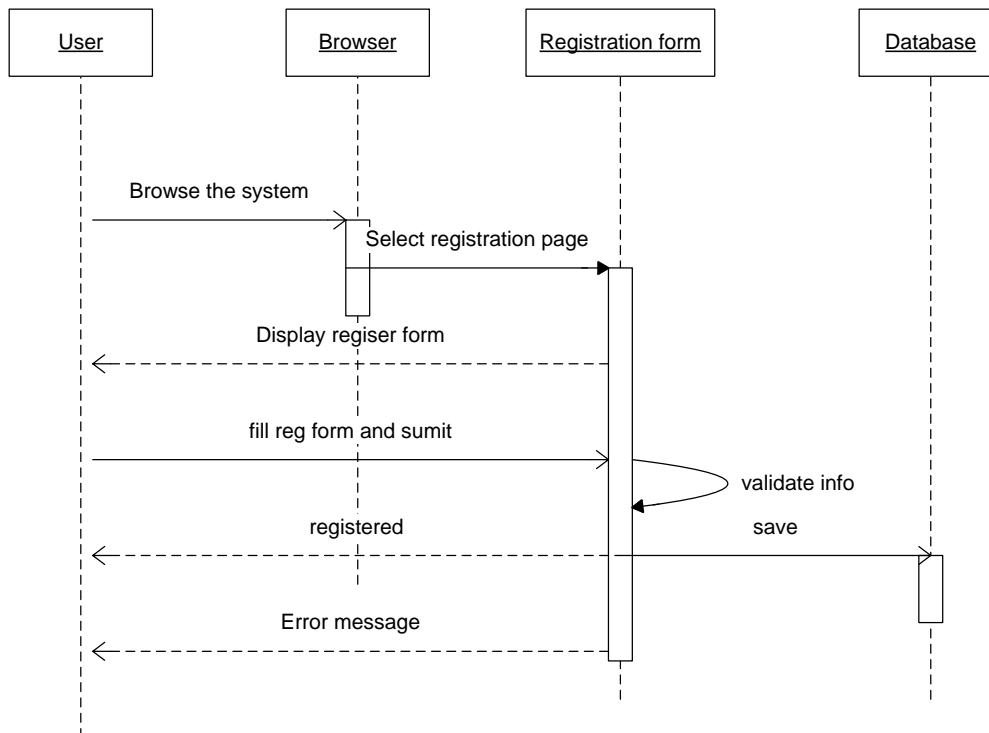 User
Browser
Registration form
Database
Browse the system
Select registration page
Display regiser form
fill reg form and sumit
validate info
registered
save
Error message